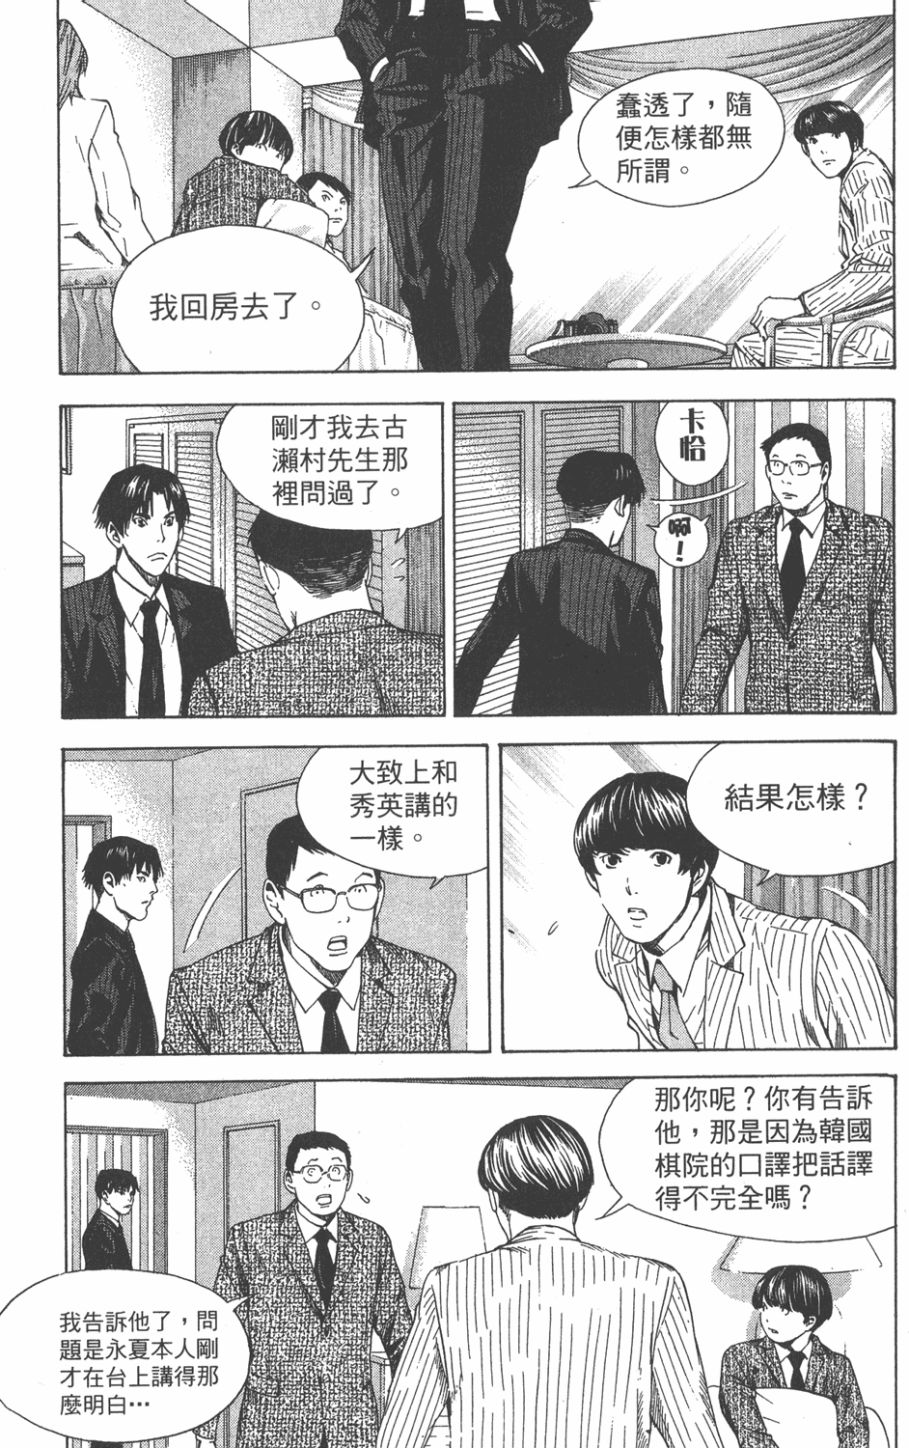 蠢透了，隨
便怎樣都無
所謂。
我回房去了。
卡
恰
啊
！
剛才我去古
瀨村先生那
裡問過了。
結果怎樣？
大致上和
秀英講的
一樣。
那你呢？你有告訴
他，那是因為韓國
棋院的口譯把話譯
得不完全嗎？
我告訴他了，問
題是永夏本人剛
才在台上講得那
麼明白⋯